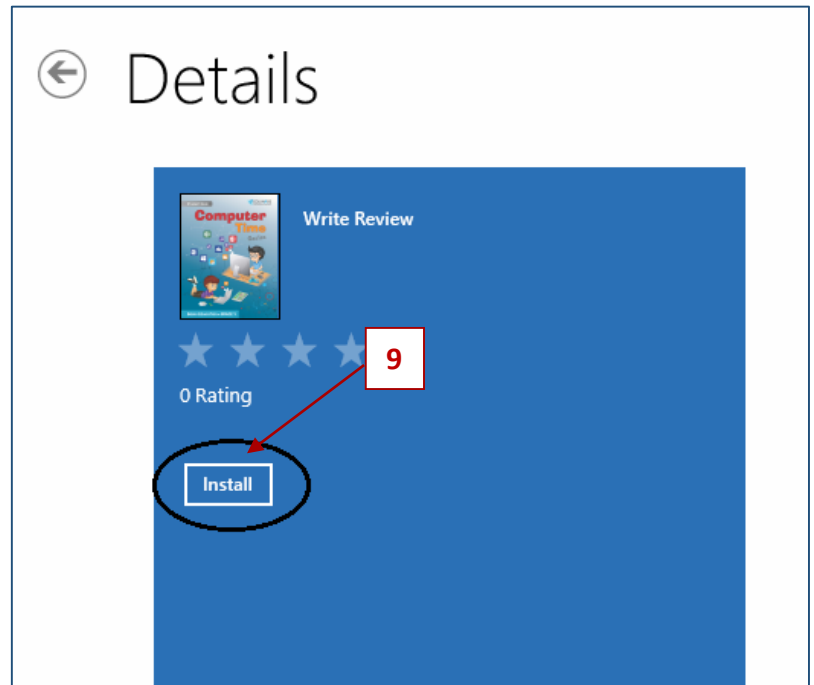 Details
Computer
Time
Write Review
9
0 Rating
Install